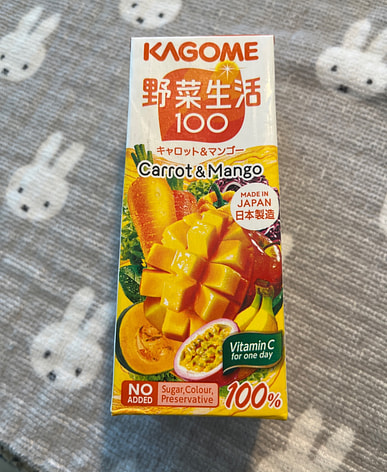 KAGOME
野菜生活
100
キャロット&マンゴー
Carrot & Mango
MADE IN
JAPAN
日本製造
Vitamin C
for one day
NO
ADDED
Sugar, Colour,
Preservative
100%